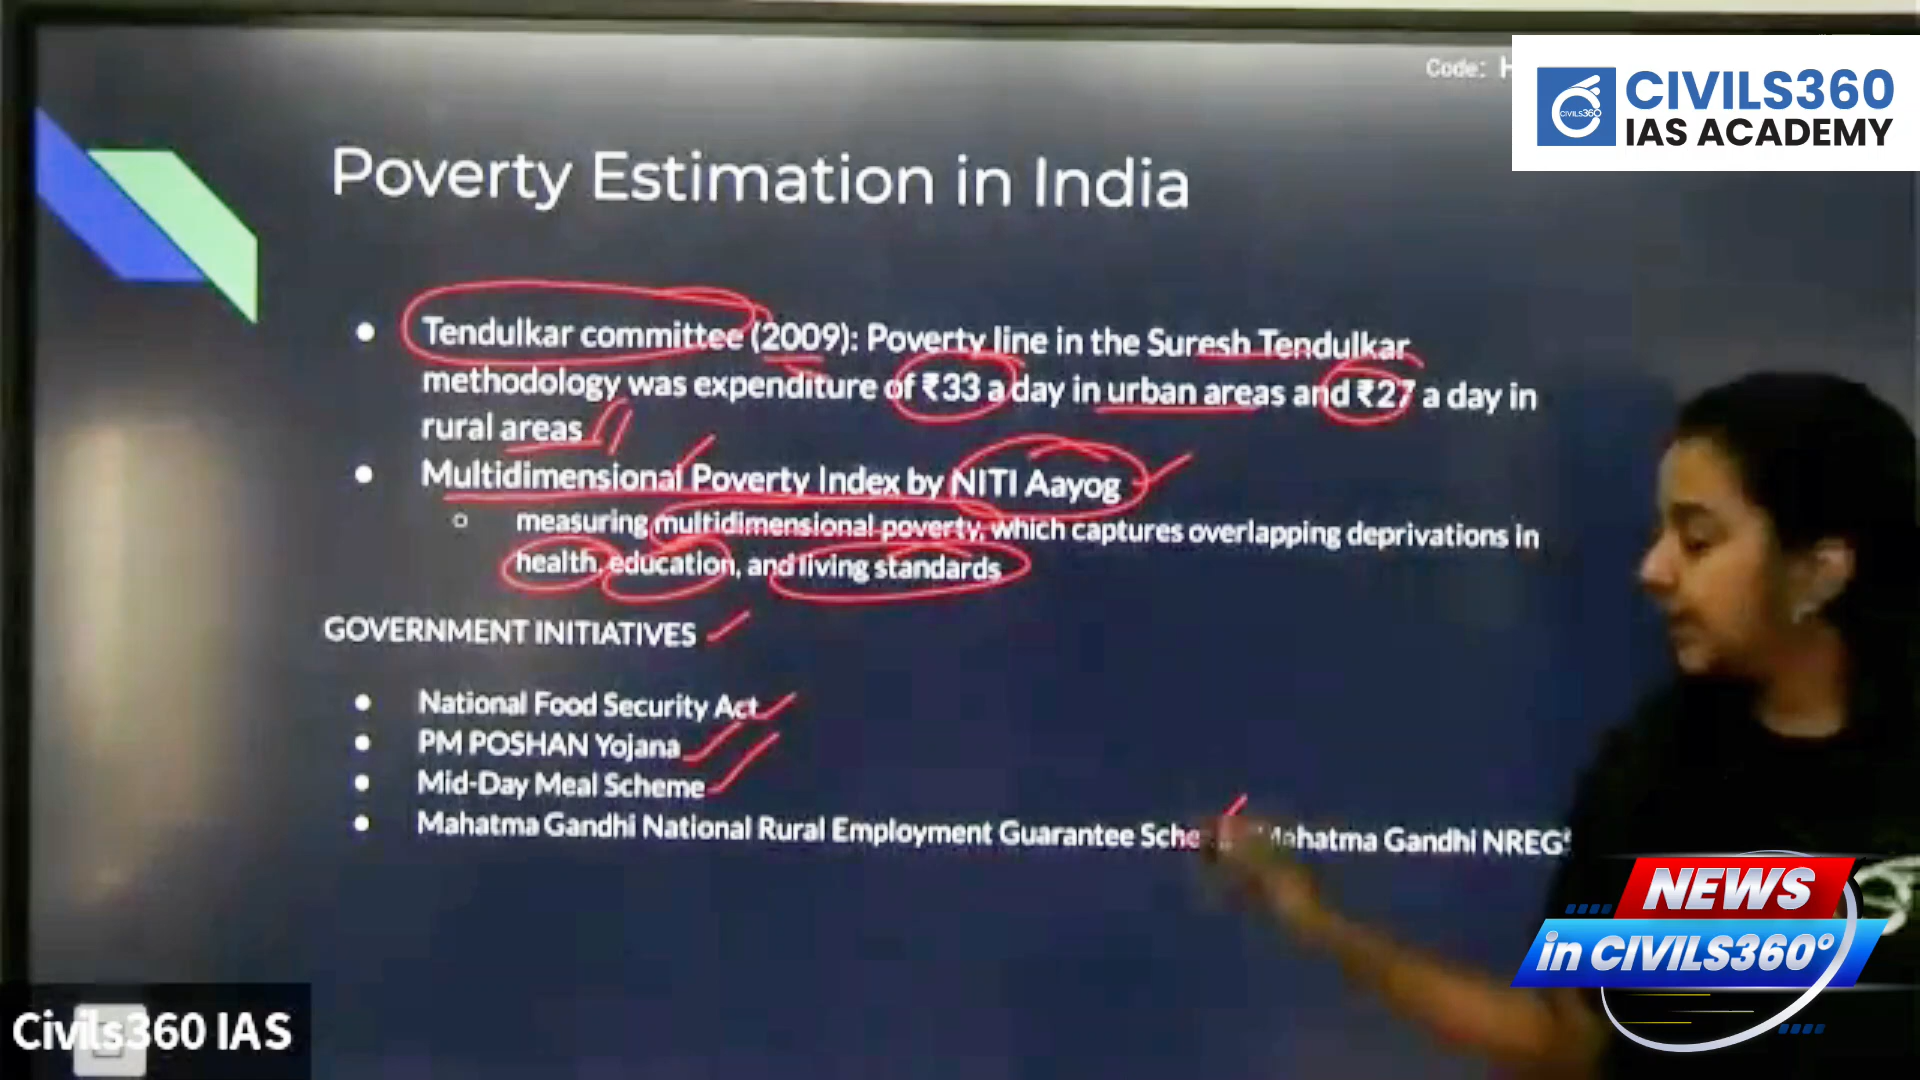 Code: H
CIVILS360
IAS ACADEMY
CIVILS360
Poverty Estimation in India
Tendulkar committee (2009): Poverty line in the Suresh Tendulkar
methodology was expenditure of ₹33 a day in urban areas and ₹27 a day in
rural areas
Multidimensional Poverty Index by NITI Aayog
measuring multidimensional poverty, which captures overlapping deprivations in
health, education, and living standards
GOVERNMENT INITIATIVES
National Food Security Act
PM POSHAN Yojana
Mid-Day Meal Scheme
Mahatma Gandhi National Rural Employment Guarantee Mahatma Gandhi
NEWS
in CIVILS360°
Civils360 IAS